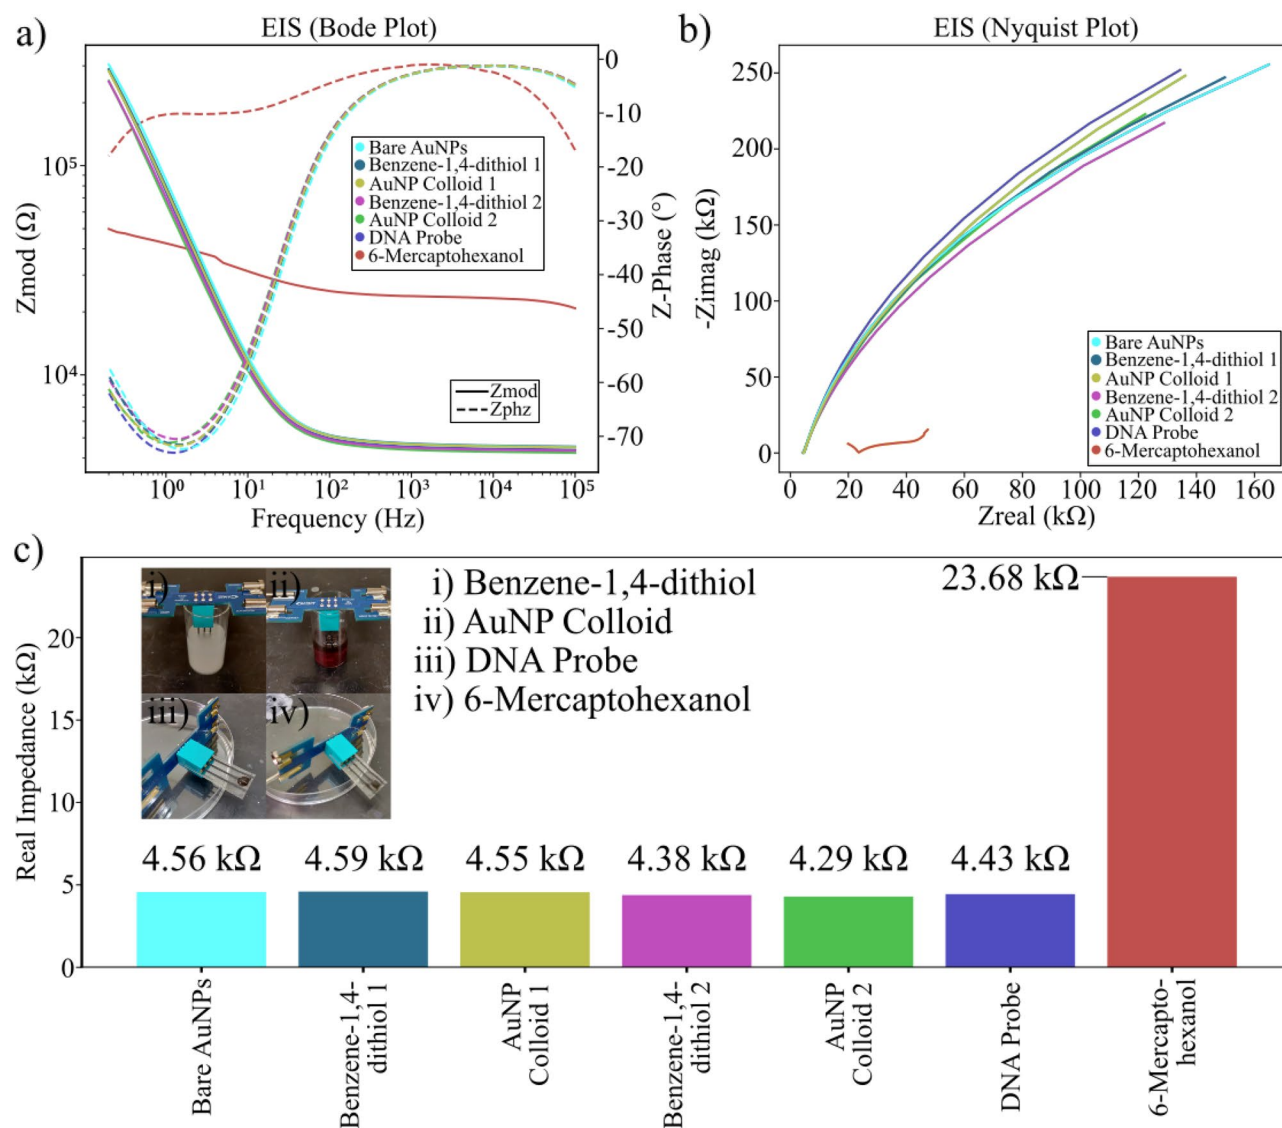 a)
EIS (Bode Plot)
Zmod (Ω)
10⁵
10⁴
0
-10
-20
-30
-40
-50
-60
-70
Z-Phase (°)
Bare AuNPs
Benzene-1,4-dithiol 1
AuNP Colloid 1
Benzene-1,4-dithiol 2
AuNP Colloid 2
DNA Probe
6-Mercaptohexanol
Zmod
Zphz
10⁰ 10¹ 10² 10³ 10⁴ 10⁵
Frequency (Hz)
b)
EIS (Nyquist Plot)
-Zimag (kΩ)
250
200
150
100
50
0
Bare AuNPs
Benzene-1,4-dithiol 1
AuNP Colloid 1
Benzene-1,4-dithiol 2
AuNP Colloid 2
DNA Probe
6-Mercaptohexanol
0 20 40 60 80 100 120 140 160
Zreal (kΩ)
c)
Real Impedance (kΩ)
20
15
10
5
0
i)
ii)
iii)
iv)
i) Benzene-1,4-dithiol
ii) AuNP Colloid
iii) DNA Probe
iv) 6-Mercaptohexanol
23.68 kΩ
4.56 kΩ 4.59 kΩ 4.55 kΩ 4.38 kΩ 4.29 kΩ 4.43 kΩ
Bare AuNPs
Benzene-1,4-
dithiol 1
AuNP
Colloid 1
Benzene-1,4-
dithiol 2
AuNP
Colloid 2
DNA Probe
6-Mercapto-
hexanol